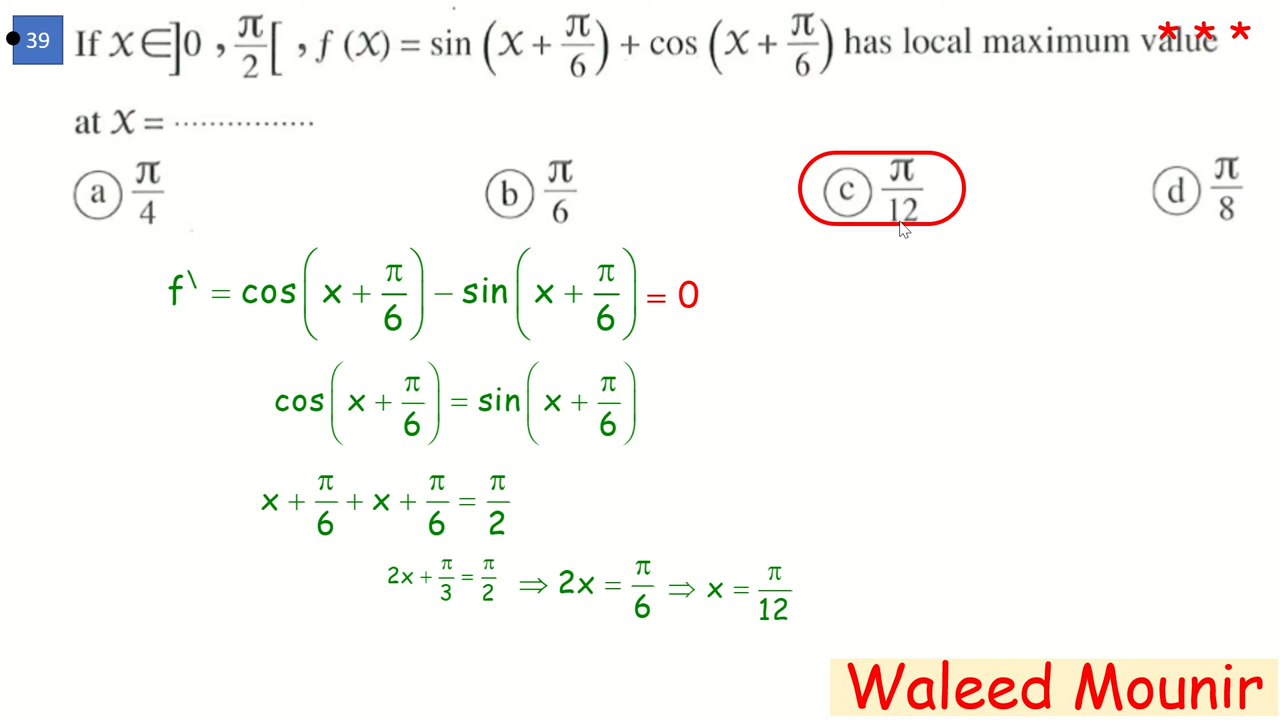 39 If X ∈ ]0 , π/2 [ , f (X) = sin (X + π/6) + cos (X + π/6) has local maximum value * * *
at X = ................
a π/4 b π/6 c π/12 d π/8
f\ = cos(x + π/6) − sin(x + π/6) = 0
cos(x + π/6) = sin(x + π/6)
x + π/6 + x + π/6 = π/2
2x + π/3 = π/2 ⇒ 2x = π/6 ⇒ x = π/12
Waleed Mounir